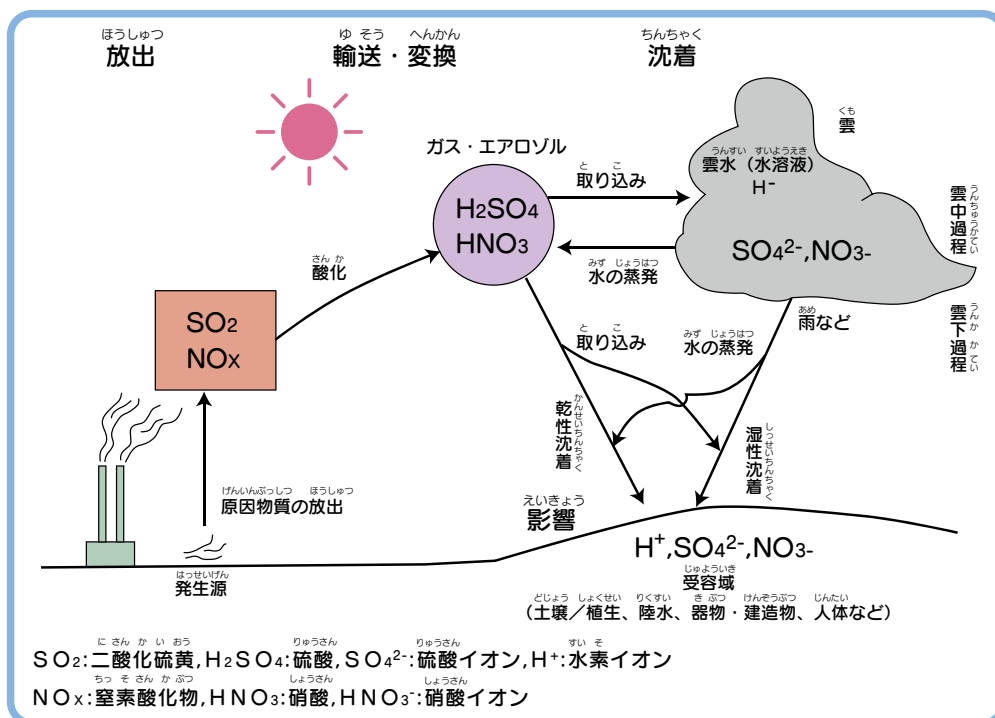 ほうしゅつ
放出
ゆ そう へんかん
輸送・変換
ちんちゃく
沈着
ガス・エアロゾル
H2SO4
HNO3
と こ
取り込み
くも
雲
うんすい すいようえき
雲水（水溶液）
H-
SO4²-,NO3-
うんちゅうかてい
雲中過程
みず じょうはつ
水の蒸発
さん か
酸化
SO2
NOX
と こ
取り込み
みず じょうはつ
水の蒸発
あめ
雨など
うん か か てい
雲下過程
かんせいちんちゃく
乾性沈着
しっせいちんちゃく
湿性沈着
げんいんぶっしつ ほうしゅつ
原因物質の放出
えいきょう
影響
はっせいげん
発生源
H⁺,SO4²-,NO3-
じゅよういき
受容域
どじょう しょくせい りくすい き ぶつ けんぞうぶつ じんたい
（土壌／植生、陸水、器物・建造物、人体など）
に さん か い おう りゅうさん りゅうさん すい そ
SO2:二酸化硫黄,H2SO4:硫酸,SO4²-:硫酸イオン,H+:水素イオン
ちっ そ さん か ぶつ しょうさん しょうさん
NOx:窒素酸化物,HNO3:硝酸,HNO3-:硝酸イオン